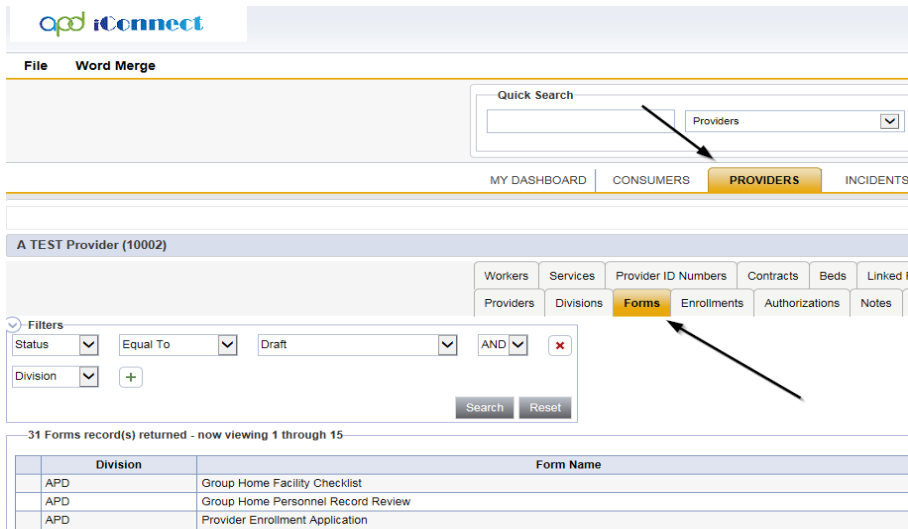 apd iConnect
File Word Merge
Quick Search
Providers
MY DASHBOARD CONSUMERS PROVIDERS INCIDENTS
A TEST Provider (10002)
Workers Services Provider ID Numbers Contracts Beds Linked
Providers Divisions Forms Enrollments Authorizations Notes
Filters
Status Equal To Draft AND
Division
Search Reset
31 Forms record(s) returned - now viewing 1 through 15
Division Form Name
APD Group Home Facility Checklist
APD Group Home Personnel Record Review
APD Provider Enrollment Application